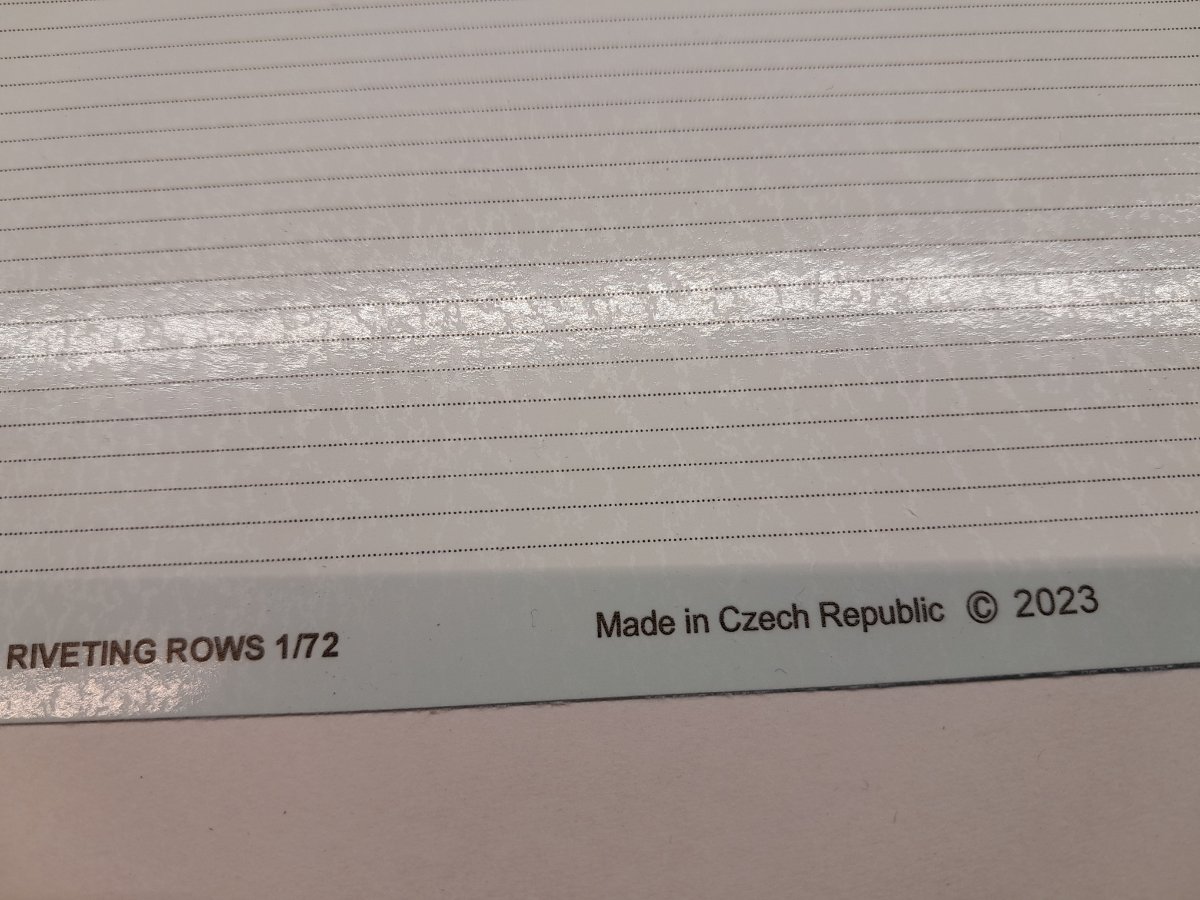 RIVETING ROWS 1/72
Made in Czech Republic © 2023